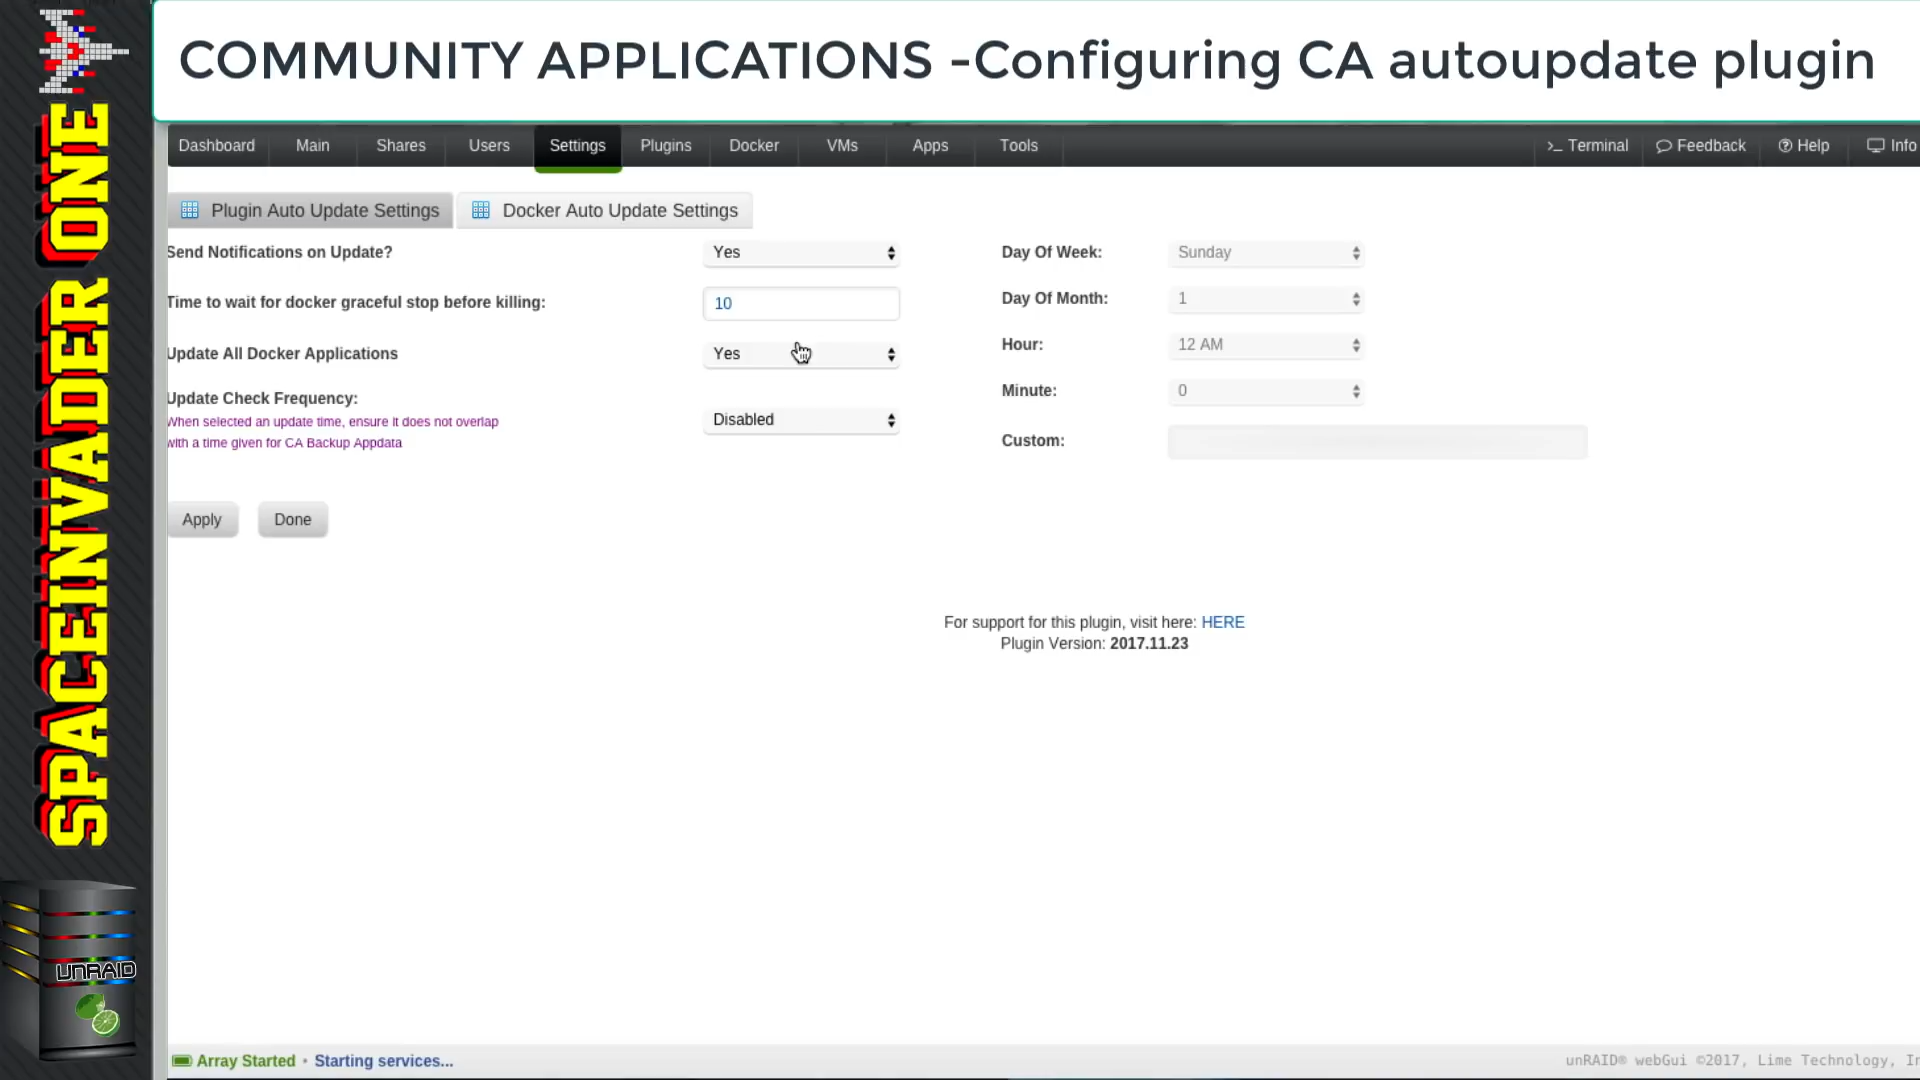 COMMUNITY APPLICATIONS -Configuring CA autoupdate plugin
SPACEINVADER ONE
Dashboard Main Shares Users Settings Plugins Docker VMs Apps Tools >_ Terminal Feedback Help Info
Plugin Auto Update Settings Docker Auto Update Settings
Send Notifications on Update? Yes Day Of Week: Sunday
Time to wait for docker graceful stop before killing: 10 Day Of Month: 1
Update All Docker Applications Yes Hour: 12 AM
Update Check Frequency: Disabled Minute: 0
When selected an update time, ensure it does not overlap
with a time given for CA Backup Appdata
Custom:
Apply Done
For support for this plugin, visit here: HERE
Plugin Version: 2017.11.23
UNRAID
Array Started • Starting services... unRAID® webGui ©2017, Lime Technology, In